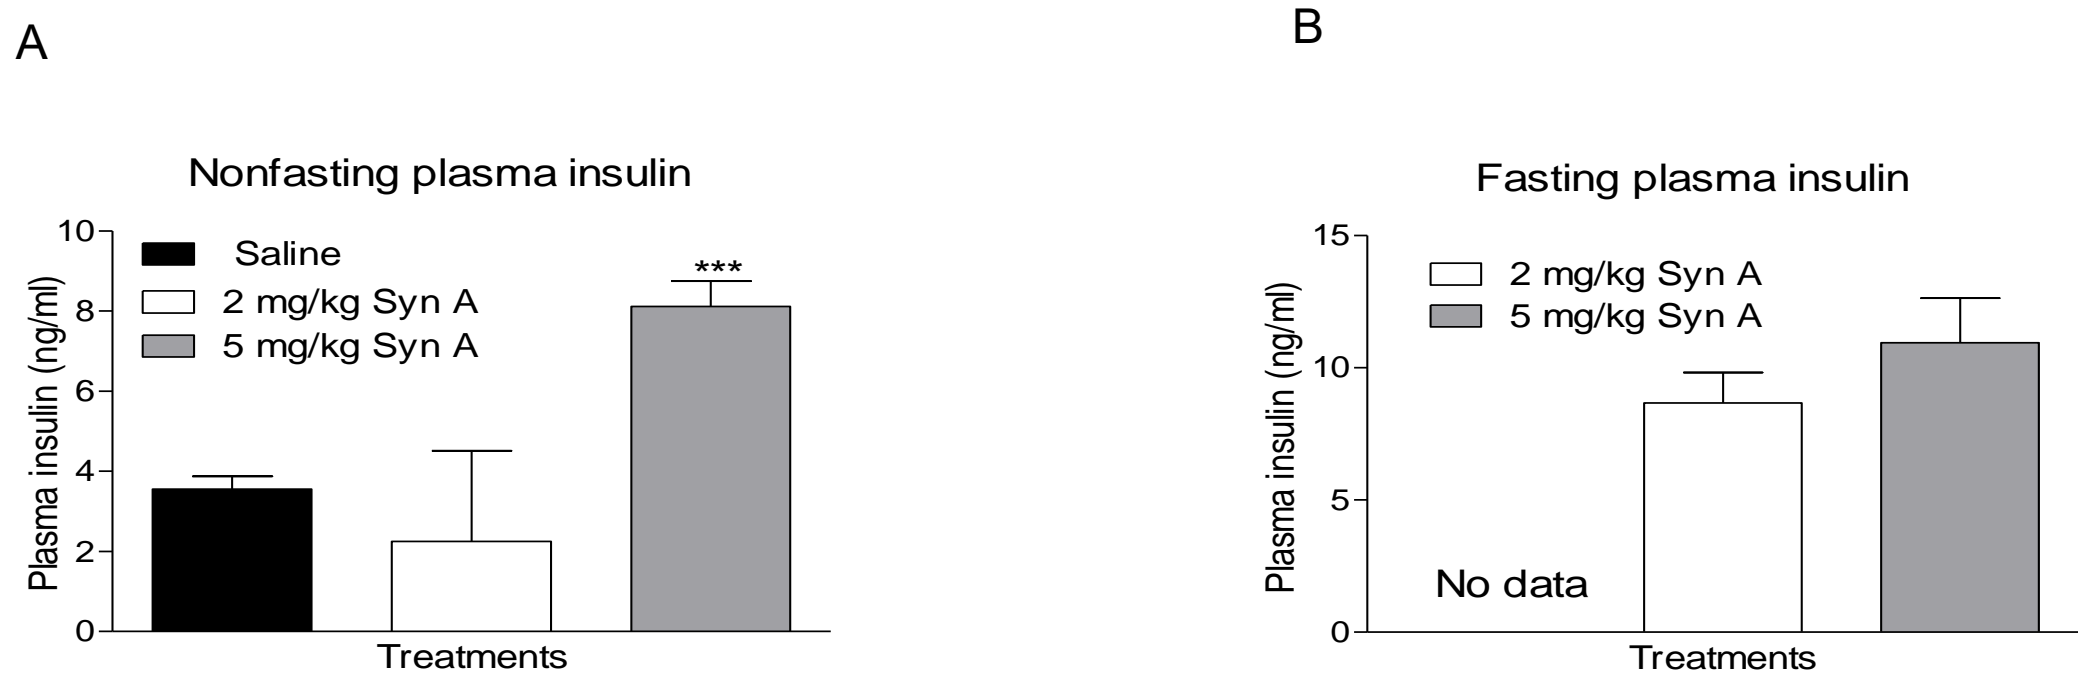 A
Nonfasting plasma insulin
10
8
6
4
2
0
Plasma insulin (ng/ml)
Saline
2 mg/kg Syn A
5 mg/kg Syn A
***
Treatments
B
Fasting plasma insulin
15
10
5
0
Plasma insulin (ng/ml)
2 mg/kg Syn A
5 mg/kg Syn A
No data
Treatments